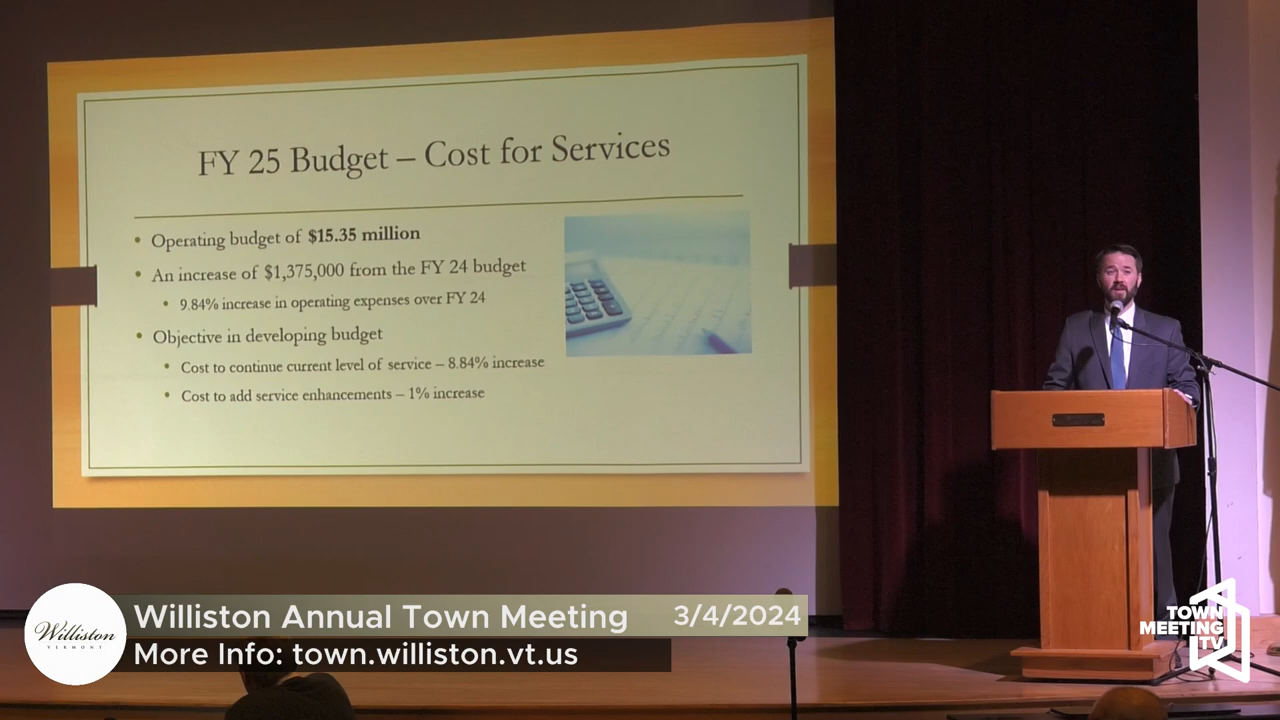 FY 25 Budget – Cost for Services
• Operating budget of $15.35 million
• An increase of $1,375,000 from the FY 24 budget
• 9.84% increase in operating expenses over FY 24
• Objective in developing budget
• Cost to continue current level of service – 8.84% increase
• Cost to add service enhancements – 1% increase
Williston
VERMONT
Williston Annual Town Meeting 3/4/2024
More Info: town.williston.vt.us
TOWN
MEETING
TV